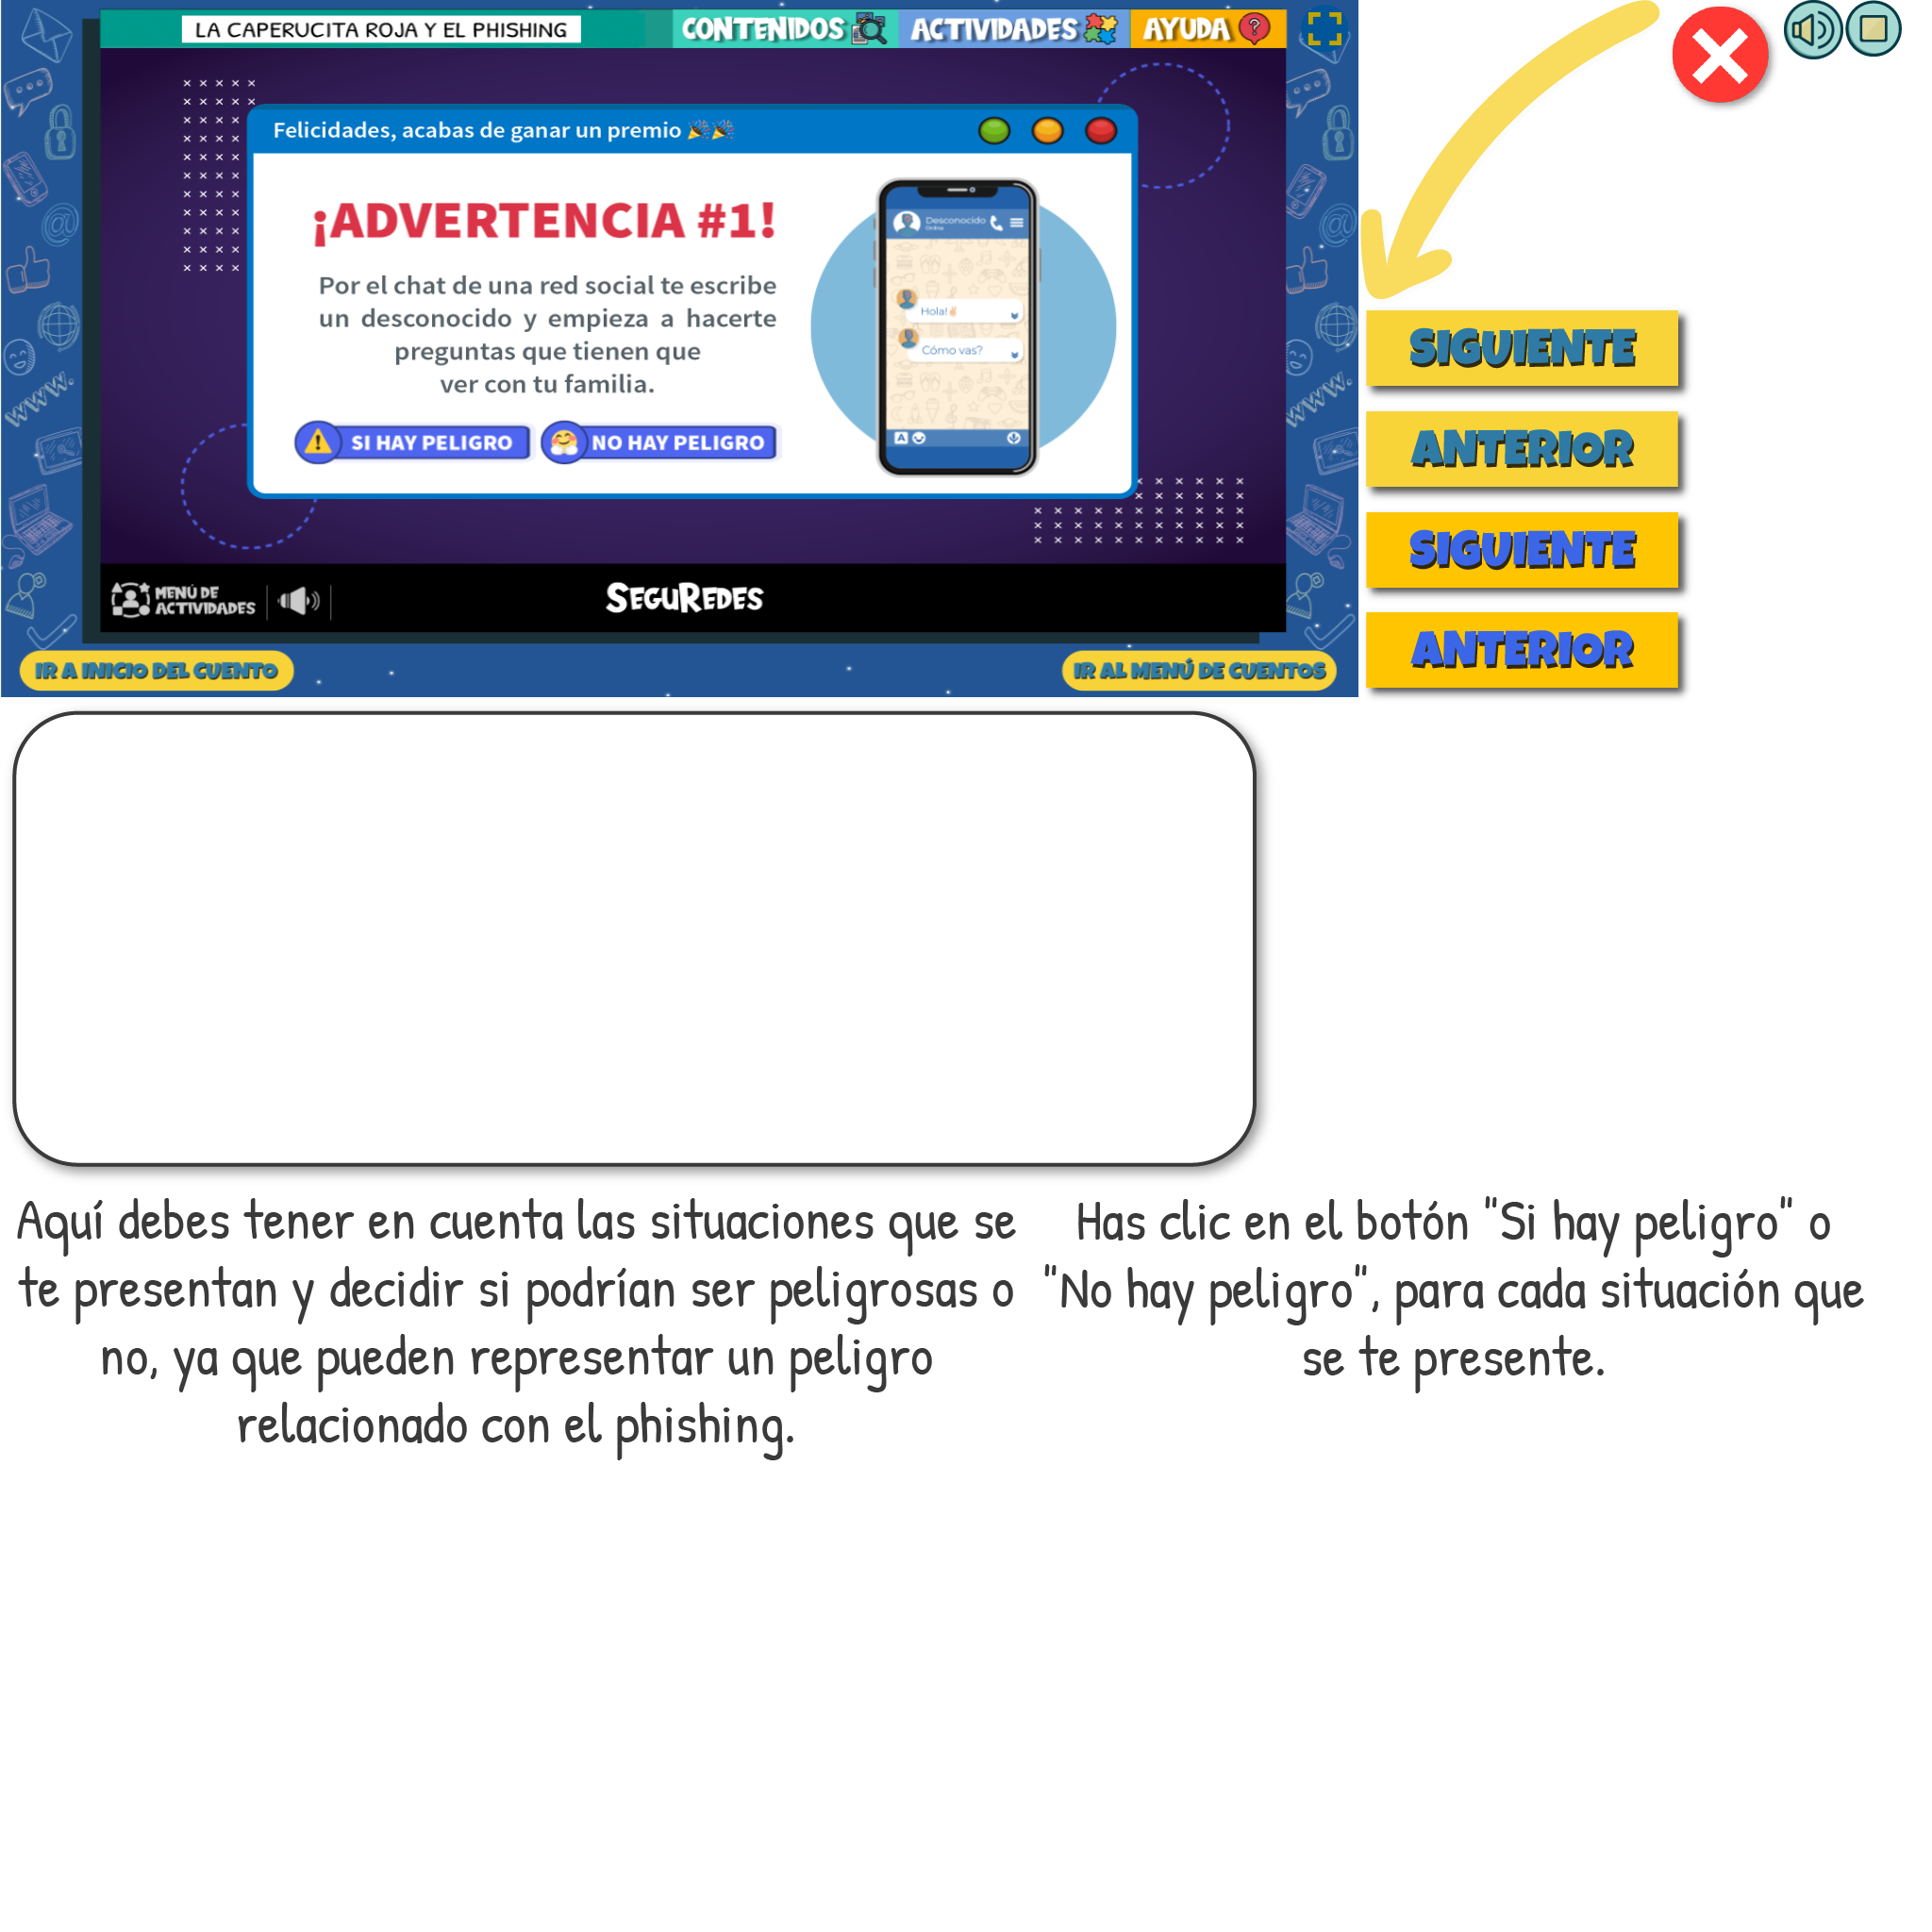 LA CAPERUCITA ROJA Y EL PHISHING
CONTENIDOS
ACTIVIDADES
AYUDA
Felicidades, acabas de ganar un premio
¡ADVERTENCIA #1!
Por el chat de una red social te escribe
un desconocido y empieza a hacerte
preguntas que tienen que
ver con tu familia.
SI HAY PELIGRO
NO HAY PELIGRO
Desconocido
Online
Hola!
Cómo vas?
MENÚ DE
ACTIVIDADES
SEGUREDES
IR A INICIO DEL CUENTO
IR AL MENÚ DE CUENTOS
www.
www.
SIGUIENTE
ANTERIOR
SIGUIENTE
ANTERIOR
Aquí debes tener en cuenta las situaciones que se
te presentan y decidir si podrían ser peligrosas o
no, ya que pueden representar un peligro
relacionado con el phishing.
Has clic en el botón "Si hay peligro" o
"No hay peligro", para cada situación que
se te presente.